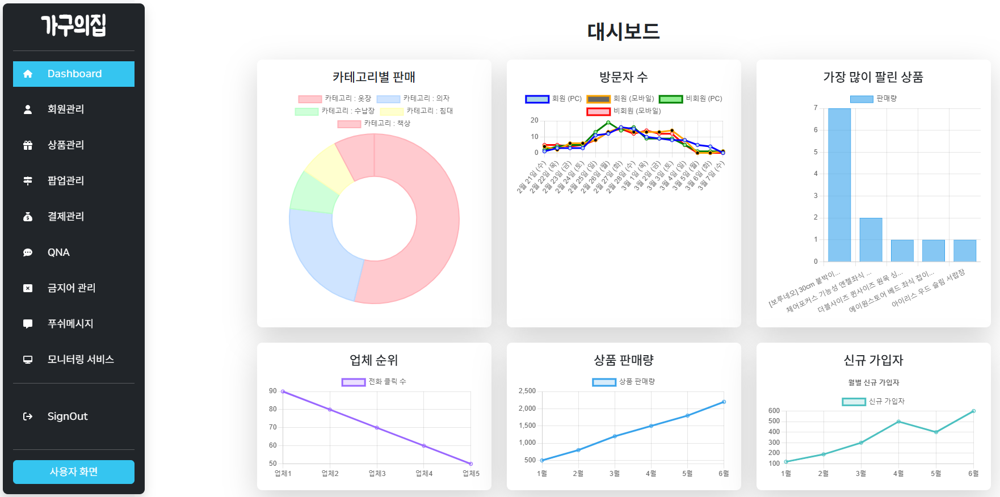 가구의집
Dashboard
회원관리
상품관리
팝업관리
결제관리
QNA
금지어 관리
푸쉬메시지
모니터링 서비스
SignOut
사용자 화면
대시보드
카테고리별 판매
카테고리 : 옷장 카테고리 : 의자
카테고리 : 수납장 카테고리 : 침대
카테고리 : 책상
방문자 수
회원 (PC) 회원 (모바일) 비회원 (PC)
비회원 (모바일)
20
10
0
2월 21일 (수)
2월 22일 (목)
2월 23일 (금)
2월 24일 (토)
2월 25일 (일)
2월 26일 (월)
2월 27일 (화)
2월 28일 (수)
3월 1일 (목)
3월 2일 (금)
3월 3일 (토)
3월 4일 (일)
3월 5일 (월)
3월 6일 (화)
3월 7일 (수)
가장 많이 팔린 상품
판매량
7
6
5
4
3
2
1
0
[보루네오] 30cm 붙박이...
체어포커스 기능성 엔젤좌식 ...
더블사이즈 퀸사이즈 원목 싱...
에이원스토어 베드 좌식 접이...
아이리스 우드 슬림 서랍장
업체 순위
전화 클릭 수
90
80
70
60
50
업체1 업체2 업체3 업체4 업체5
상품 판매량
상품 판매량
2,500
2,000
1,500
1,000
500
1월 2월 3월 4월 5월 6월
신규 가입자
월별 신규 가입자
신규 가입자
600
500
400
300
200
100
1월 2월 3월 4월 5월 6월